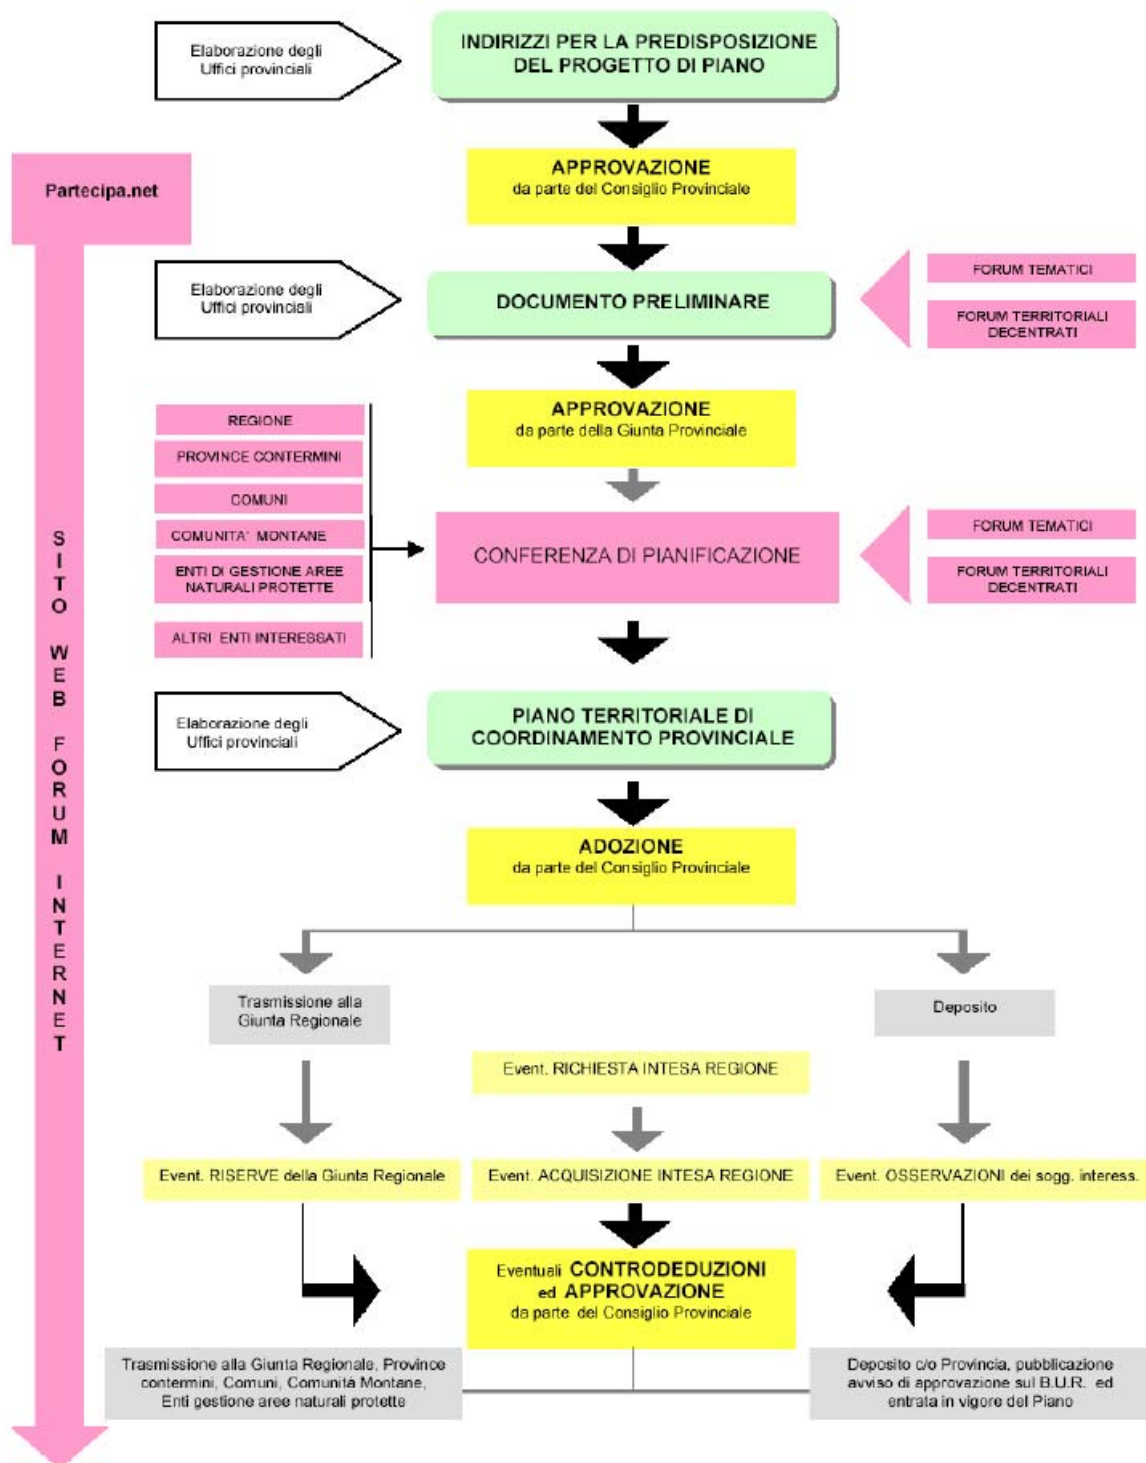 Elaborazione degli
Uffici provinciali
INDIRIZZI PER LA PREDISPOSIZIONE
DEL PROGETTO DI PIANO
Partecipa.net
APPROVAZIONE
da parte del Consiglio Provinciale
Elaborazione degli
Uffici provinciali
DOCUMENTO PRELIMINARE
FORUM TEMATICI
FORUM TERRITORIALI
DECENTRATI
APPROVAZIONE
da parte della Giunta Provinciale
REGIONE
PROVINCE CONTERMINI
COMUNI
COMUNITA' MONTANE
ENTI DI GESTIONE AREE
NATURALI PROTETTE
ALTRI ENTI INTERESSATI
CONFERENZA DI PIANIFICAZIONE
FORUM TEMATICI
FORUM TERRITORIALI
DECENTRATI
SITO WEB FORUM INTERNET
Elaborazione degli
Uffici provinciali
PIANO TERRITORIALE DI
COORDINAMENTO PROVINCIALE
ADOZIONE
da parte del Consiglio Provinciale
Trasmissione alla
Giunta Regionale
Deposito
Event. RICHIESTA INTESA REGIONE
Event. RISERVE della Giunta Regionale
Event. ACQUISIZIONE INTESA REGIONE
Event. OSSERVAZIONI dei sogg. interess.
Eventuali CONTRODEDUZIONI
ed APPROVAZIONE
da parte del Consiglio Provinciale
Trasmissione alla Giunta Regionale, Province
contermini, Comuni, Comunità Montane,
Enti gestione aree naturali protette
Deposito c/o Provincia, pubblicazione
avviso di approvazione sul B.U.R. ed
entrata in vigore del Piano